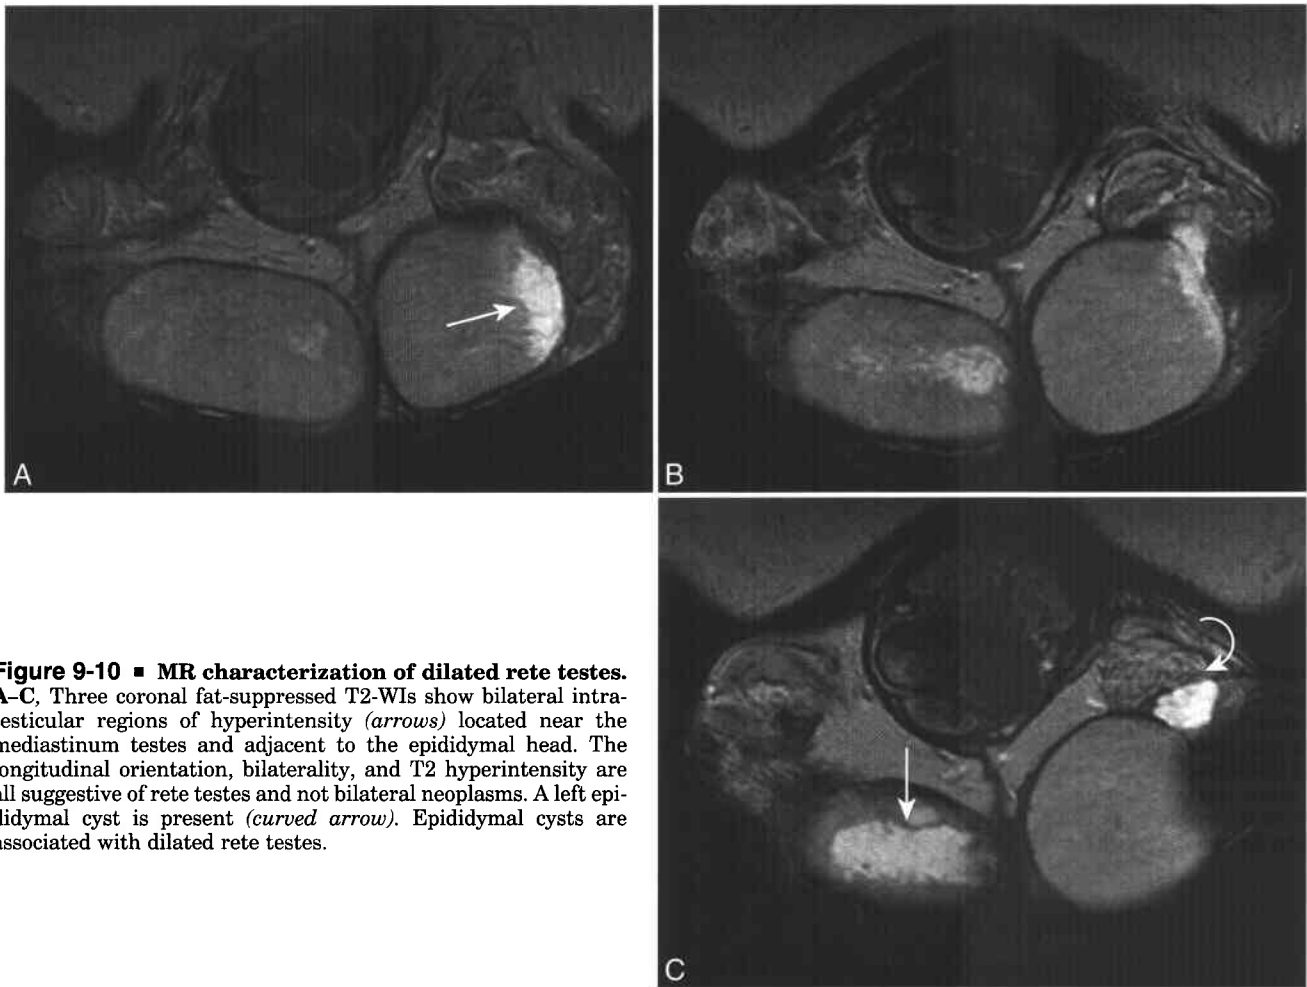 A
B
Figure 9-10 ■ MR characterization of dilated rete testes.
A–C, Three coronal fat-suppressed T2-WIs show bilateral intra-
esticular regions of hyperintensity (arrows) located near the
mediastinum testes and adjacent to the epididymal head. The
ongitudinal orientation, bilaterality, and T2 hyperintensity are
ll suggestive of rete testes and not bilateral neoplasms. A left epi-
didymal cyst is present (curved arrow). Epididymal cysts are
associated with dilated rete testes.
C